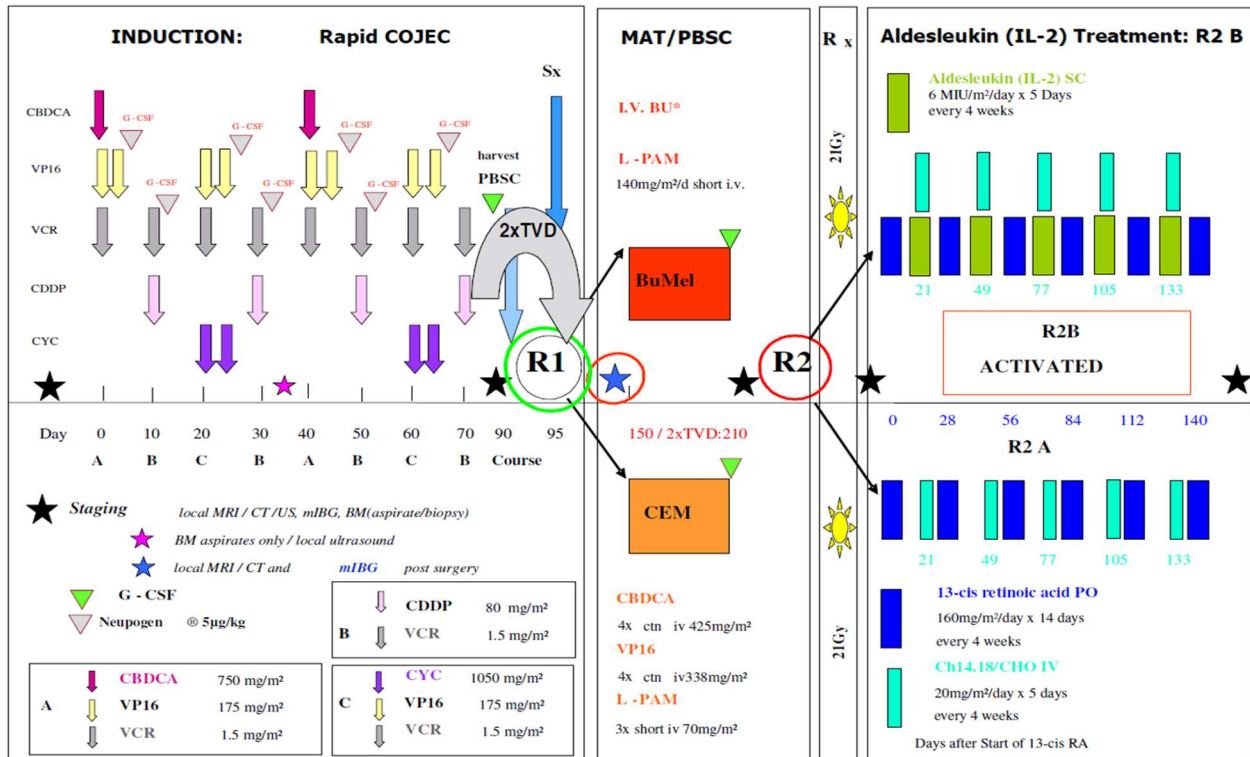 INDUCTION: Rapid COJEC
MAT/PBSC
R x
Aldesleukin (IL-2) Treatment: R2 B
Sx
CBDCA
G - CSF
G - CSF
G - CSF
G - CSF
VP16
G - CSF
G - CSF
G - CSF
harvest
PBSC
VCR
2xTVD
CDDP
CYC
R1
I.V. BU*
L -PAM
140mg/m²/d short i.v.
BuMel
R2
21Gy
Aldesleukin (IL-2) SC
6 MIU/m²/day x 5 Days
every 4 weeks
21 49 77 105 133
R2B
ACTIVATED
Day 0 10 20 30 40 50 60 70 90 95
A B C B A B C B Course
150 / 2xTVD:210
CEM
0 28 56 84 112 140
R2 A
21 49 77 105 133
Staging local MRI / CT /US, mIBG, BM(aspirate/biopsy)
BM aspirates only / local ultrasound
local MRI / CT and mIBG post surgery
G - CSF
Neupogen ® 5µg/kg
A
CBDCA 750 mg/m²
VP16 175 mg/m²
VCR 1.5 mg/m²
B
CDDP 80 mg/m²
VCR 1.5 mg/m²
C
CYC 1050 mg/m²
VP16 175 mg/m²
VCR 1.5 mg/m²
CBDCA
4x ctn iv 425mg/m²
VP16
4x ctn iv338mg/m²
L -PAM
3x short iv 70mg/m²
21Gy
13-cis retinoic acid PO
160mg/m²/day x 14 days
every 4 weeks
Ch14.18/CHO IV
20mg/m²/day x 5 days
every 4 weeks
Days after Start of 13-cis RA